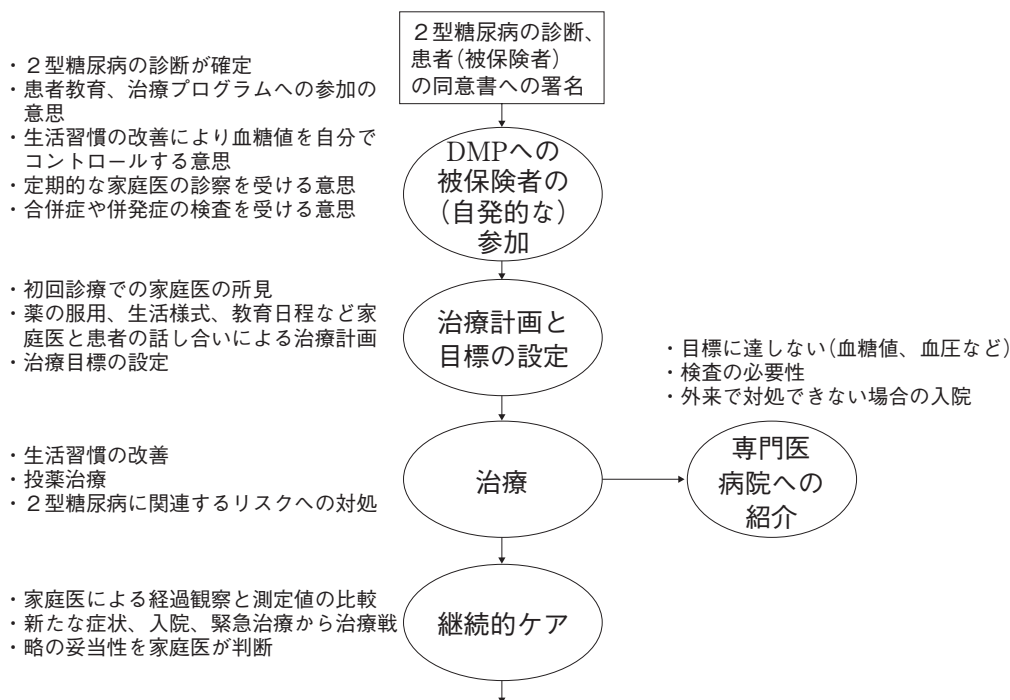 ２型糖尿病の診断、
患者（被保険者）
の同意書への署名
・２型糖尿病の診断が確定
・患者教育、治療プログラムへの参加の
意思
・生活習慣の改善により血糖値を自分で
コントロールする意思
・定期的な家庭医の診察を受ける意思
・合併症や併発症の検査を受ける意思
DMPへの
被保険者の
（自発的な）
参加
・初回診療での家庭医の所見
・薬の服用、生活様式、教育日程など家
庭医と患者の話し合いによる治療計画
・治療目標の設定
治療計画と
目標の設定
・目標に達しない（血糖値、血圧など）
・検査の必要性
・外来で対処できない場合の入院
・生活習慣の改善
・投薬治療
・２型糖尿病に関連するリスクへの対処
治療
専門医
病院への
紹介
・家庭医による経過観察と測定値の比較
・新たな症状、入院、緊急治療から治療戦
・略の妥当性を家庭医が判断
継続的ケア